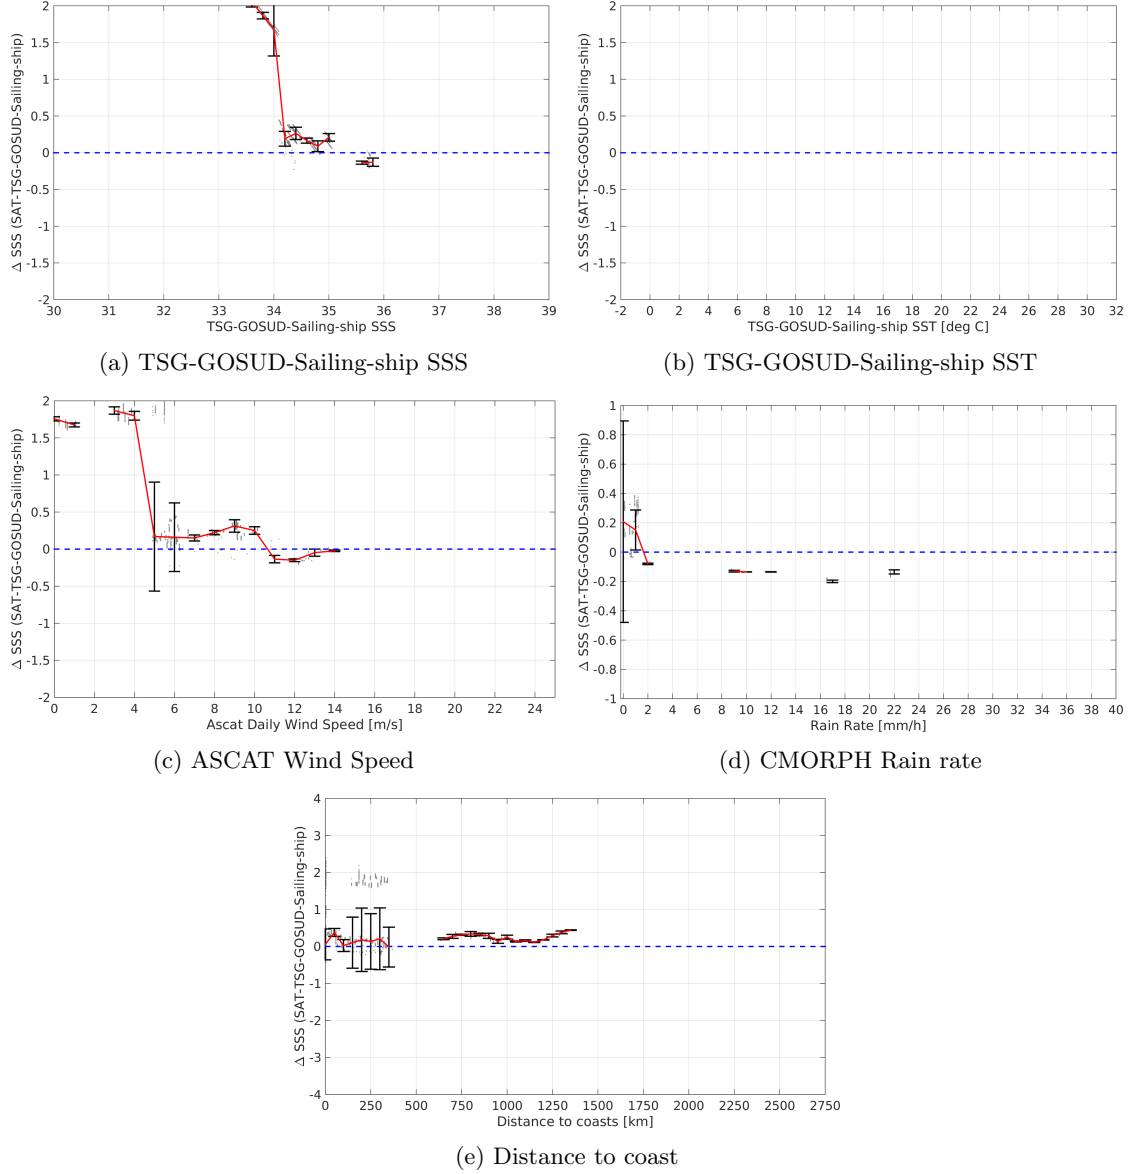 2
1.5
1
0.5
0
-0.5
-1
-1.5
-2
30 31 32 33 34 35 36 37 38 39
Δ SSS (SAT-TSG-GOSUD-Sailing-ship)
TSG-GOSUD-Sailing-ship SSS
(a) TSG-GOSUD-Sailing-ship SSS
2
1.5
1
0.5
0
-0.5
-1
-1.5
-2
-2 0 2 4 6 8 10 12 14 16 18 20 22 24 26 28 30 32
Δ SSS (SAT-TSG-GOSUD-Sailing-ship)
TSG-GOSUD-Sailing-ship SST [deg C]
(b) TSG-GOSUD-Sailing-ship SST
2
1.5
1
0.5
0
-0.5
-1
-1.5
-2
0 2 4 6 8 10 12 14 16 18 20 22 24
Δ SSS (SAT-TSG-GOSUD-Sailing-ship)
Ascat Daily Wind Speed [m/s]
(c) ASCAT Wind Speed
1
0.8
0.6
0.4
0.2
0
-0.2
-0.4
-0.6
-0.8
-1
0 2 4 6 8 10 12 14 16 18 20 22 24 26 28 30 32 34 36 38 40
Δ SSS (SAT-TSG-GOSUD-Sailing-ship)
Rain Rate [mm/h]
(d) CMORPH Rain rate
4
3
2
1
0
-1
-2
-3
-4
0 250 500 750 1000 1250 1500 1750 2000 2250 2500 2750
Δ SSS (SAT-TSG-GOSUD-Sailing-ship)
Distance to coasts [km]
(e) Distance to coast